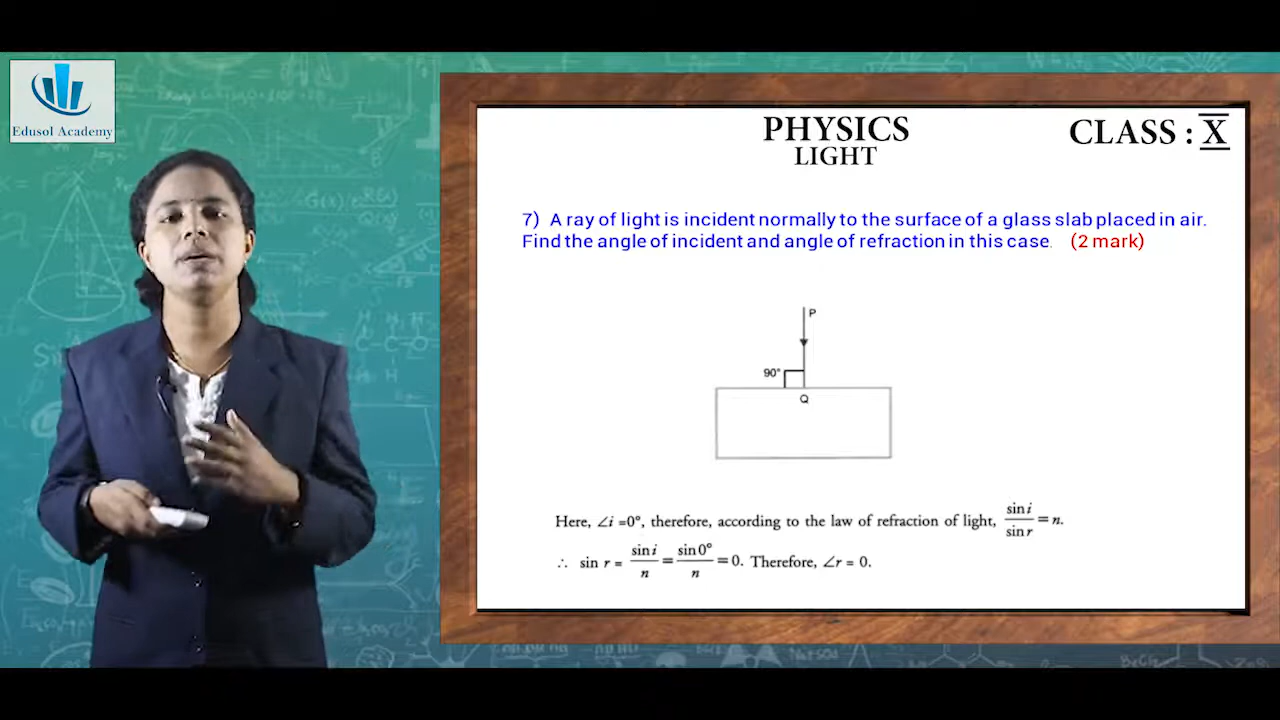 Edusol Academy
PHYSICS
LIGHT
CLASS : X
7) A ray of light is incident normally to the surface of a glass slab placed in air.
Find the angle of incident and angle of refraction in this case. (2 mark)
P
90°
Q
Here, ∠i =0°, therefore, according to the law of refraction of light, sin i / sin r = n.
∴ sin r = sin i / n = sin 0° / n = 0. Therefore, ∠r = 0.